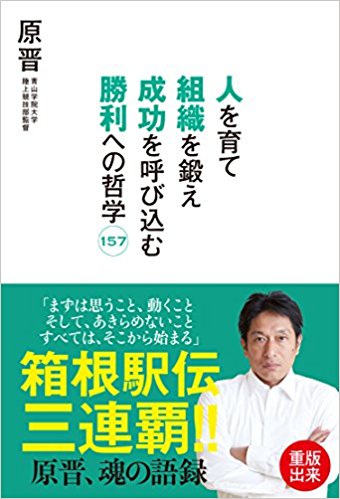 人を育て
組織を鍛え
成功を呼び込む
勝利への哲学
157
原晋
青山学院大学
陸上競技部監督
「まずは思うこと、動くこと
そして、あきらめないこと
すべては、そこから始まる」
箱根駅伝
三連覇!!
原晋、魂の語録
重版
出来